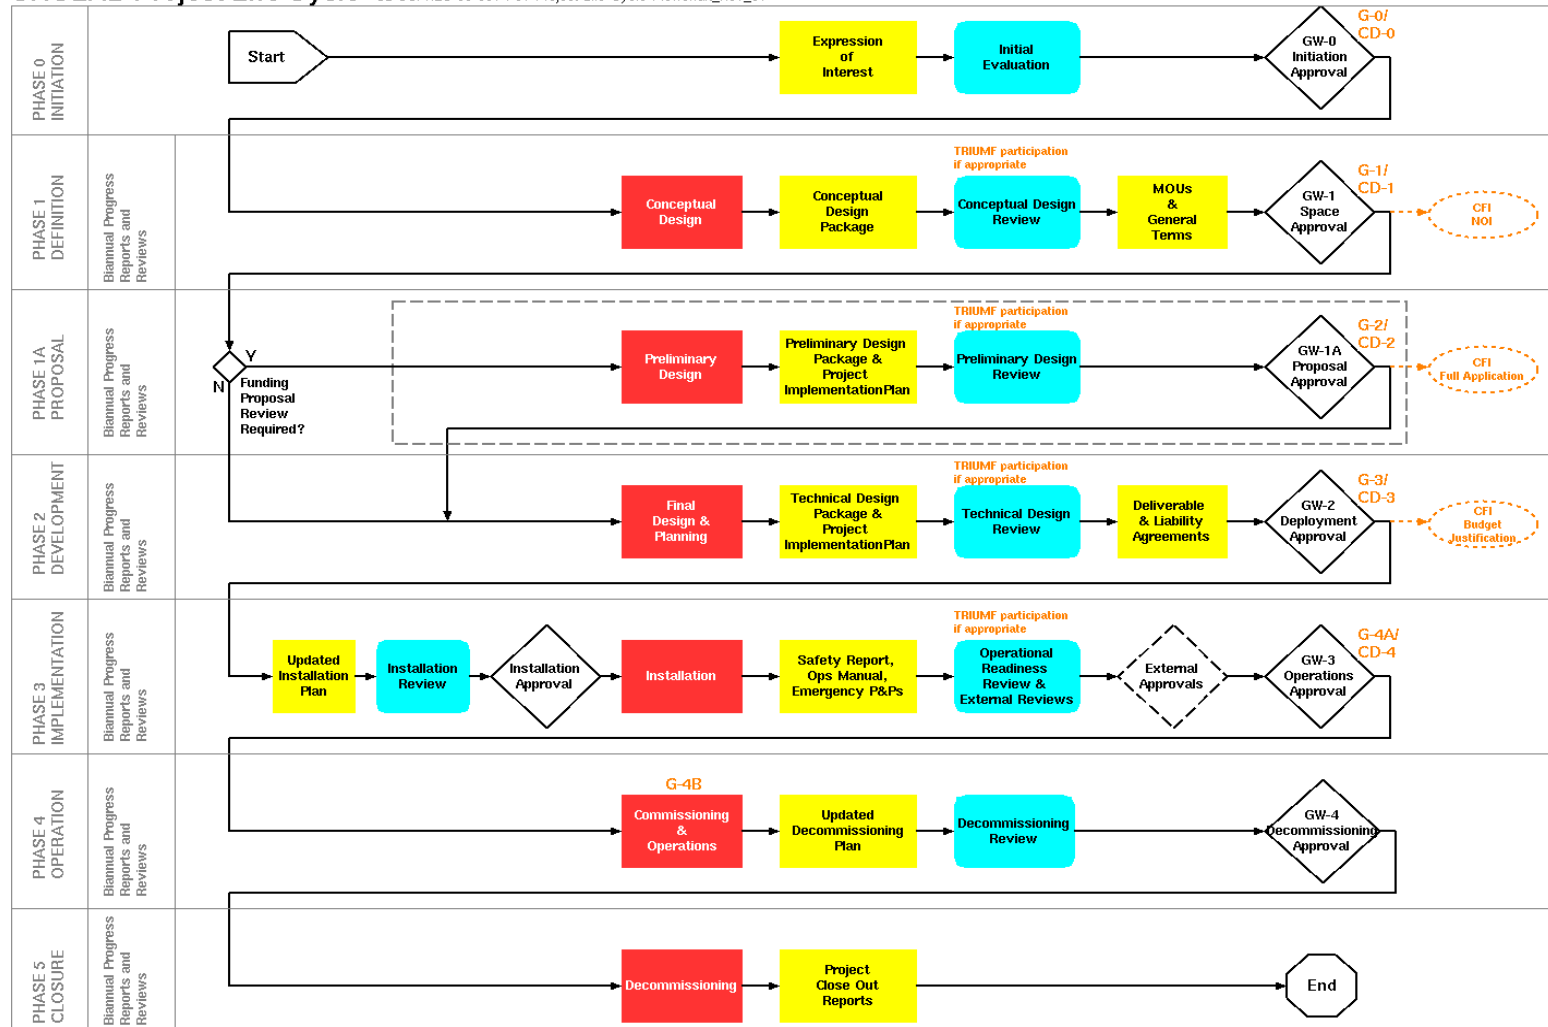 G-0/
CD-0
PHASE 0
INITIATION
Start
Expression
of
Interest
Initial
Evaluation
GW-0
Initiation
Approval
PHASE 1
DEFINITION
Biannual Progress
Reports and
Reviews
Conceptual
Design
Conceptual
Design
Package
TRIUMF participation
if appropriate
Conceptual Design
Review
MOUs
&
General
Terms
GW-1
Space
Approval
G-1/
CD-1
CFI
NOI
PHASE 1A
PROPOSAL
Biannual Progress
Reports and
Reviews
Y
N
Funding
Proposal
Review
Required?
Preliminary
Design
Preliminary Design
Package &
Project
ImplementationPlan
TRIUMF participation
if appropriate
Preliminary Design
Review
GW-1A
Proposal
Approval
G-2/
CD-2
CFI
Full Application
PHASE 2
DEVELOPMENT
Biannual Progress
Reports and
Reviews
Final
Design &
Planning
Technical Design
Package &
Project
ImplementationPlan
TRIUMF participation
if appropriate
Technical Design
Review
Deliverable
& Liability
Agreements
GW-2
Deployment
Approval
G-3/
CD-3
CFI
Budget
Justification
PHASE 3
IMPLEMENTATION
Biannual Progress
Reports and
Reviews
Updated
Installation
Plan
Installation
Review
Installation
Approval
Installation
Safety Report,
Ops Manual,
Emergency P&Ps
TRIUMF participation
if appropriate
Operational
Readiness
Review &
External Reviews
External
Approvals
GW-3
Operations
Approval
G-4A/
CD-4
PHASE 4
OPERATION
Biannual Progress
Reports and
Reviews
G-4B
Commissioning
&
Operations
Updated
Decommissioning
Plan
Decommissioning
Review
GW-4
Decommissioning
Approval
PHASE 5
CLOSURE
Biannual Progress
Reports and
Reviews
Decommissioning
Project
Close Out
Reports
End